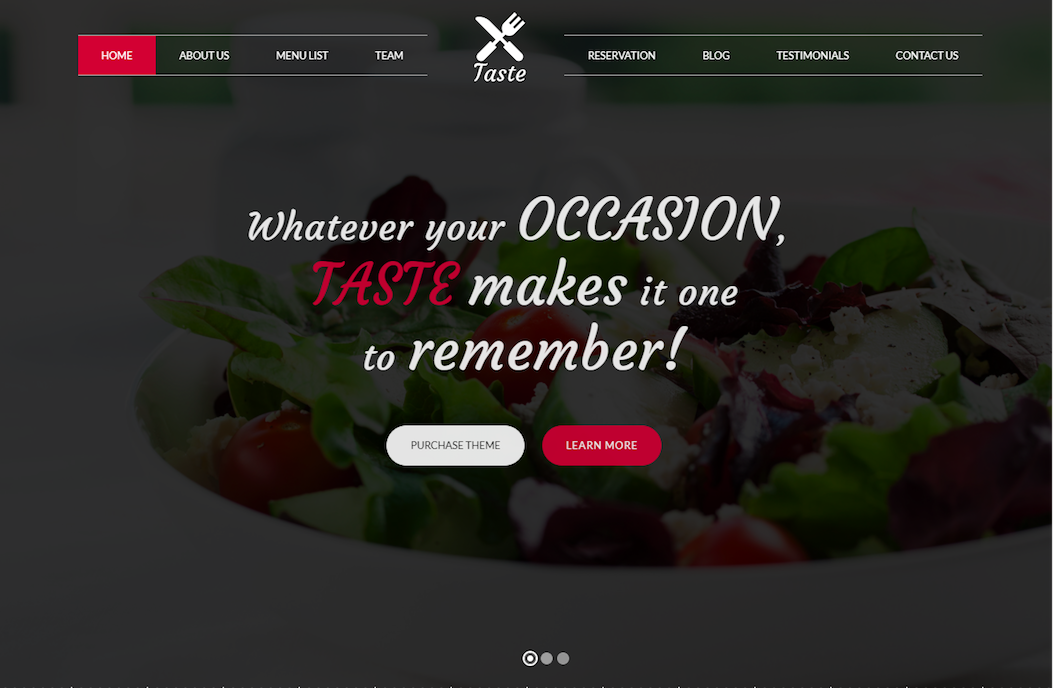 HOME ABOUT US MENU LIST TEAM
Taste
RESERVATION BLOG TESTIMONIALS CONTACT US
Whatever your OCCASION,
TASTE makes it one
to remember!
PURCHASE THEME LEARN MORE